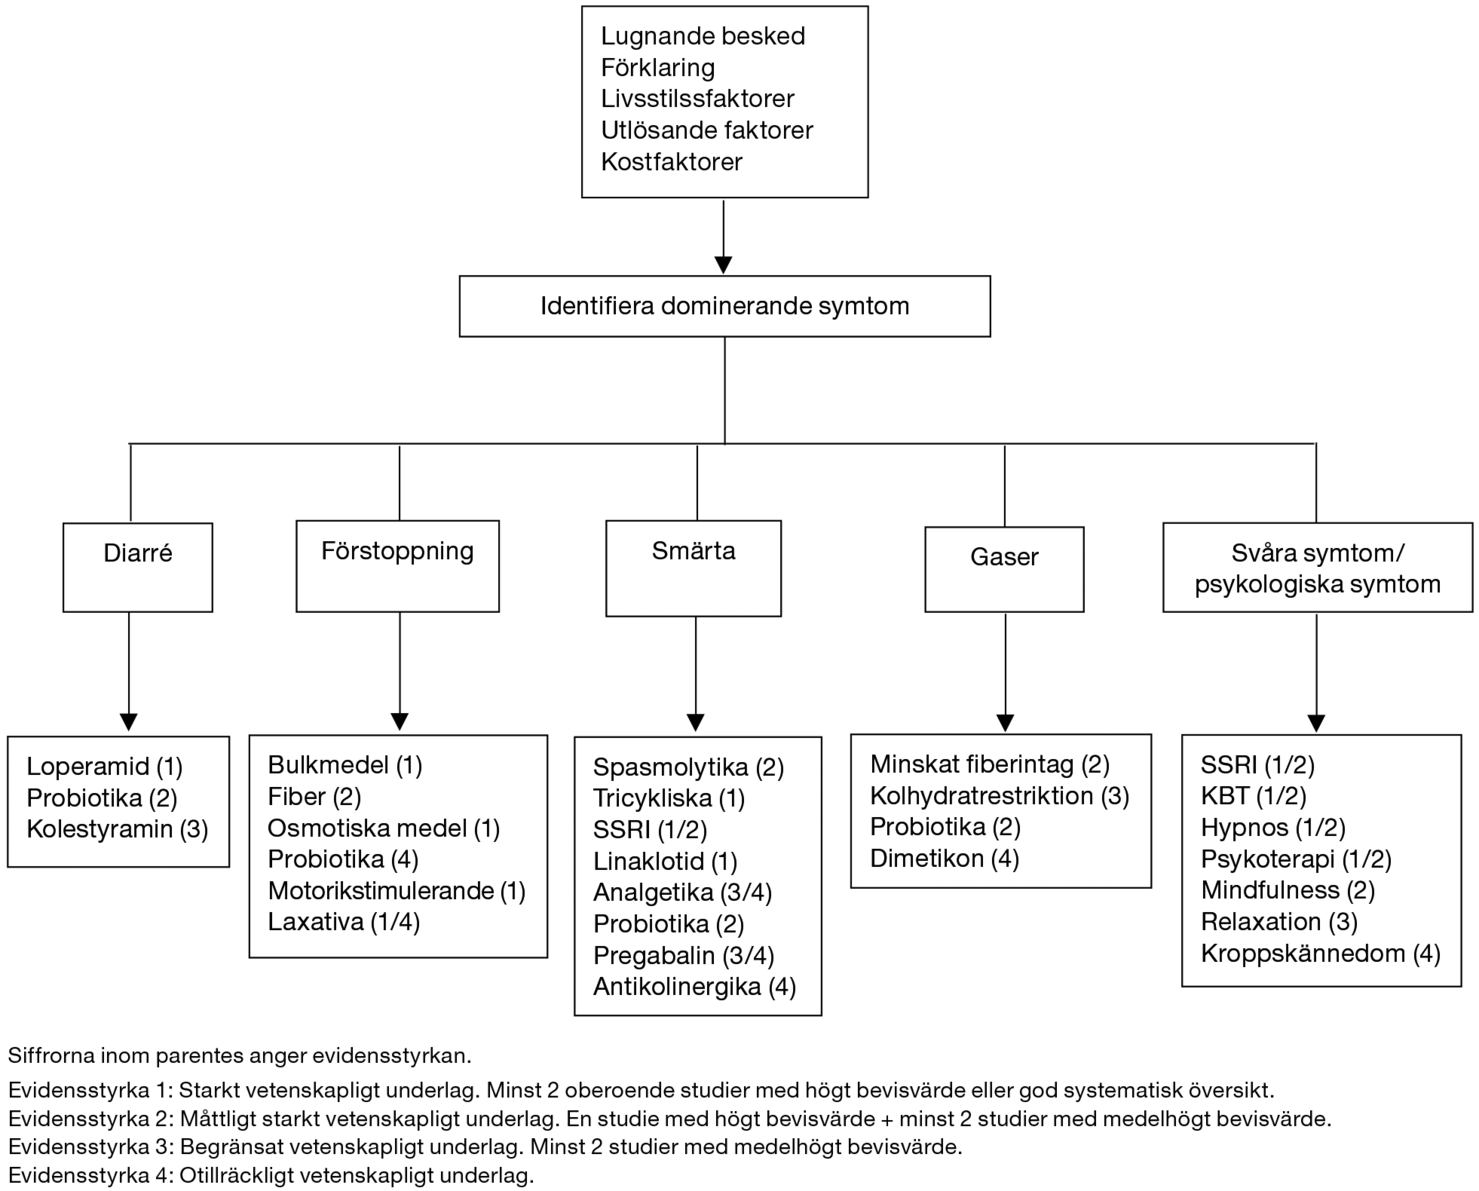 Lugnande besked
Förklaring
Livsstilssfaktorer
Utlösande faktorer
Kostfaktorer
Identifiera dominerande symtom
Diarré
Förstoppning
Smärta
Gaser
Svåra symtom/
psykologiska symtom
Loperamid (1)
Probiotika (2)
Kolestyramin (3)
Bulkmedel (1)
Fiber (2)
Osmotiska medel (1)
Probiotika (4)
Motorikstimulerande (1)
Laxativa (1/4)
Spasmolytika (2)
Tricykliska (1)
SSRI (1/2)
Linaklotid (1)
Analgetika (3/4)
Probiotika (2)
Pregabalin (3/4)
Antikolinergika (4)
Minskat fiberintag (2)
Kolhydratrestriktion (3)
Probiotika (2)
Dimetikon (4)
SSRI (1/2)
KBT (1/2)
Hypnos (1/2)
Psykoterapi (1/2)
Mindfulness (2)
Relaxation (3)
Kroppskännedom (4)
Siffrorna inom parentes anger evidensstyrkan.
Evidensstyrka 1: Starkt vetenskapligt underlag. Minst 2 oberoende studier med högt bevisvärde eller god systematisk översikt.
Evidensstyrka 2: Måttligt starkt vetenskapligt underlag. En studie med högt bevisvärde + minst 2 studier med medelhögt bevisvärde.
Evidensstyrka 3: Begränsat vetenskapligt underlag. Minst 2 studier med medelhögt bevisvärde.
Evidensstyrka 4: Otillräckligt vetenskapligt underlag.